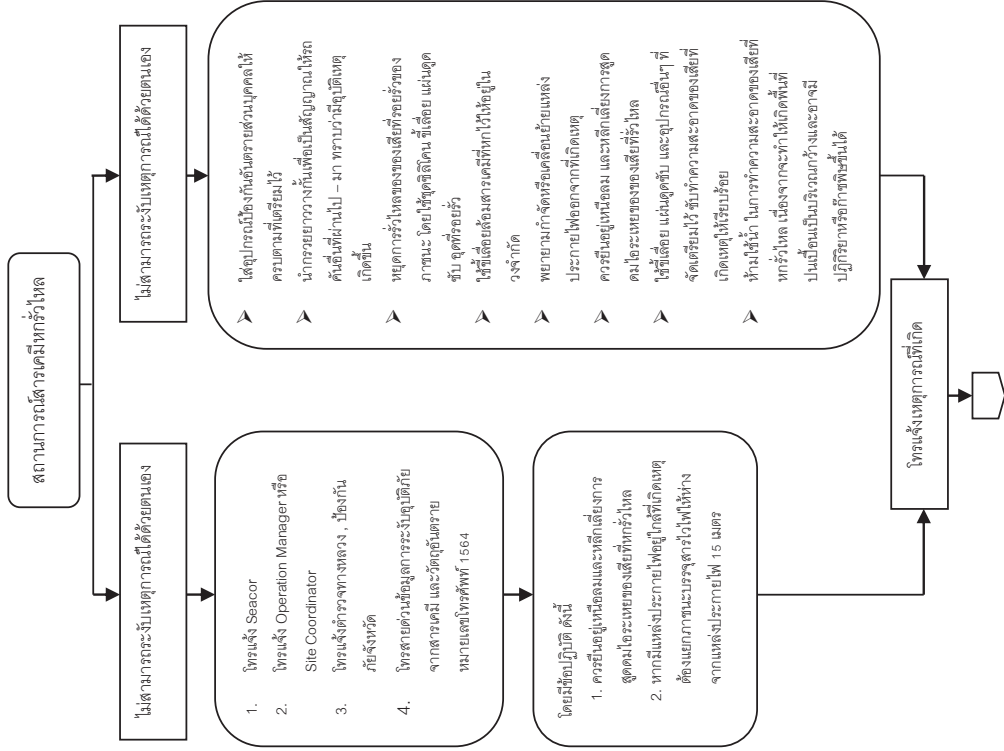 สถานการณ์สารเคมีหกรั่วไหล
ไม่สามารถระงับเหตุการณ์ได้ด้วยตนเอง
1. โทรแจ้ง Seacor
2. โทรแจ้ง Operation Manager หรือ
Site Coordinator
3. โทรแจ้งตำรวจทางหลวง , ป้องกัน
ภัยจังหวัด
4. โทรสายด่วนข้อมูลการระงับอุบัติภัย
จากสารเคมี และวัตถุอันตราย
หมายเลขโทรศัพท์ 1564
โดยมีข้อปฏิบัติ ดังนี้
1. ควรยืนอยู่เหนือลมและหลีกเลี่ยงการ
สูดดมไอระเหยของเสียที่หกรั่วไหล
2. หากมีแหล่งประกายไฟอยู่ใกล้ที่เกิดเหตุ
ต้องแยกภาชนะบรรจุสารไวไฟให้ห่าง
จากแหล่งประกายไฟ 15 เมตร
ไม่สามารถระงับเหตุการณ์ได้ด้วยตนเอง
➢ ใส่อุปกรณ์ป้องกันอันตรายส่วนบุคคลให้
ครบตามที่เตรียมไว้
➢ นำกรวยยาววางกันเพื่อเป็นสัญญาณให้รถ
คันอื่นที่ผ่านไป – มา ทราบว่ามีอุบัติเหตุ
เกิดขึ้น
➢ หยุดการรั่วไหลของของเสียที่รอยรั่วของ
ภาชนะ โดยใช้ชุดซิลิโคน ขี้เลื่อย แผ่นดูด
ซับ อุดที่รอยรั่ว
➢ ใช้ขี้เลื่อยล้อมสารเคมีที่หกไว้ให้อยู่ใน
วงจำกัด
➢ พยายามกำจัดหรือเคลื่อนย้ายแหล่ง
ประกายไฟออกจากที่เกิดเหตุ
➢ ควรยืนอยู่เหนือลม และหลีกเลี่ยงการสูด
ดมไอระเหยของของเสียที่รั่วไหล
➢ ใช้ขี้เลื่อย แผ่นดูดซับ และอุปกรณ์อื่นๆ ที่
จัดเตรียมไว้ ซับทำความสะอาดของเสียที่
เกิดเหตุให้เรียบร้อย
➢ ห้ามใช้น้ำ ในการทำความสะอาดของเสียที่
หกรั่วไหล เนื่องจากจะทำให้เกิดพื้นที่
ปนเปื้อนเป็นบริเวณกว้างและอาจมี
ปฏิกิริยาหรือก๊าซพิษขึ้นได้
โทรแจ้งเหตุการณ์ที่เกิด